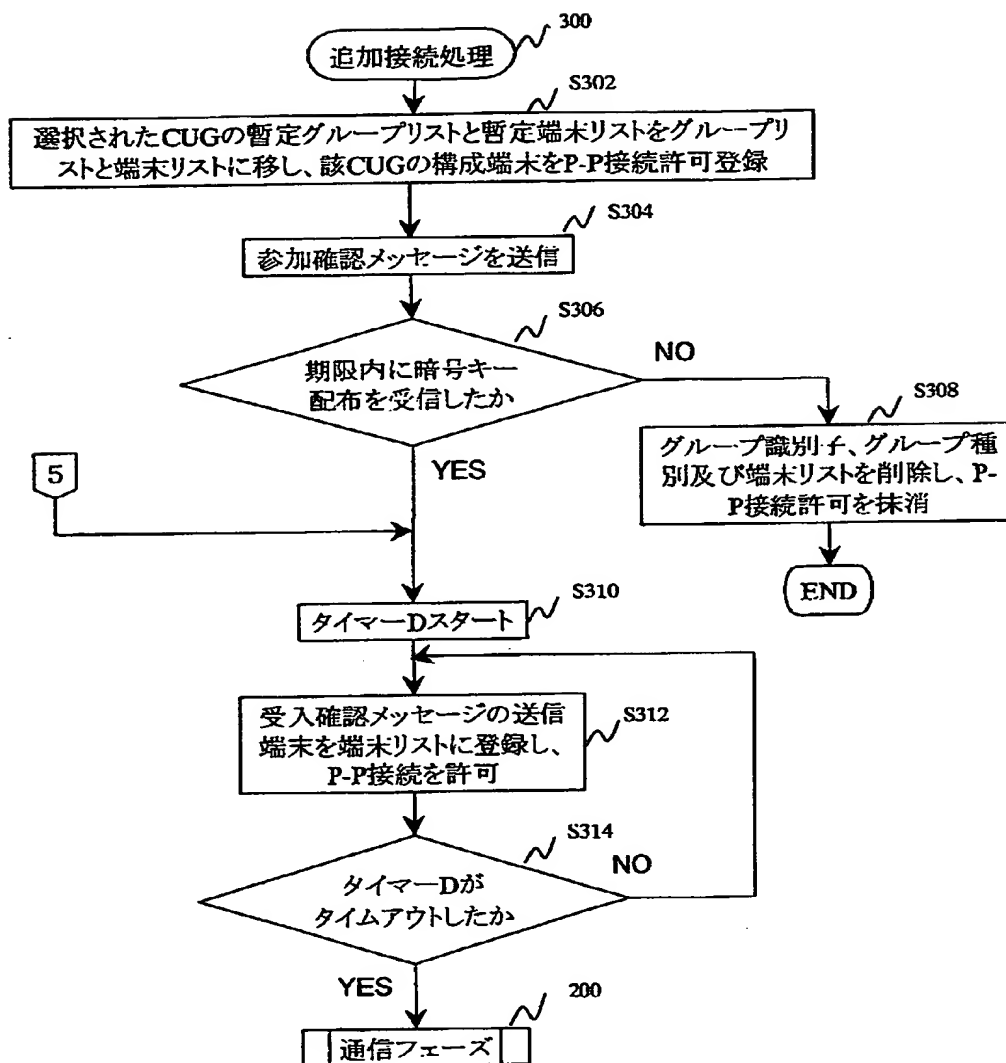 300
追加接続処理
S302
選択されたCUGの暫定グループリストと暫定端末リストをグループリ
ストと端末リストに移し、該CUGの構成端末をP-P接続許可登録
S304
参加確認メッセージを送信
S306
期限内に暗号キー
配布を受信したか
NO
YES
S308
グループ識別子、グループ種
別及び端末リストを削除し、P-
P接続許可を抹消
END
5
S310
タイマーDスタート
S312
受入確認メッセージの送信
端末を端末リストに登録し、
P-P接続を許可
S314
タイマーDが
タイムアウトしたか
NO
YES
200
通信フェーズ